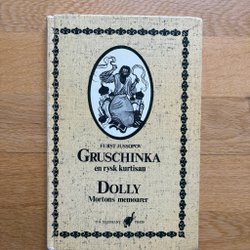 FURST JUSSOPOV
GRUSCHINKA
en rysk kurtisan
DOLLY
Mortons memoarer